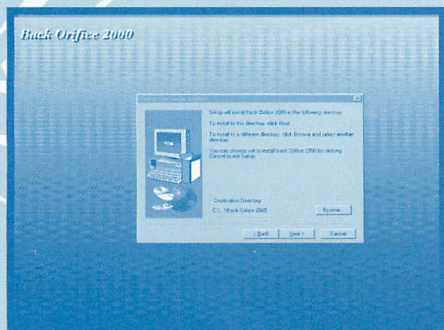 Back Orifice 2000
Setup will install Back Orifice 2000 in the following directory.
To install to this directory, click Next.
To install to a different directory, click Browse and select another
directory.
You can choose not to install Back Orifice 2000 by clicking
Cancel to exit Setup.
Destination Directory
Browse...
< Back
Next >
Cancel